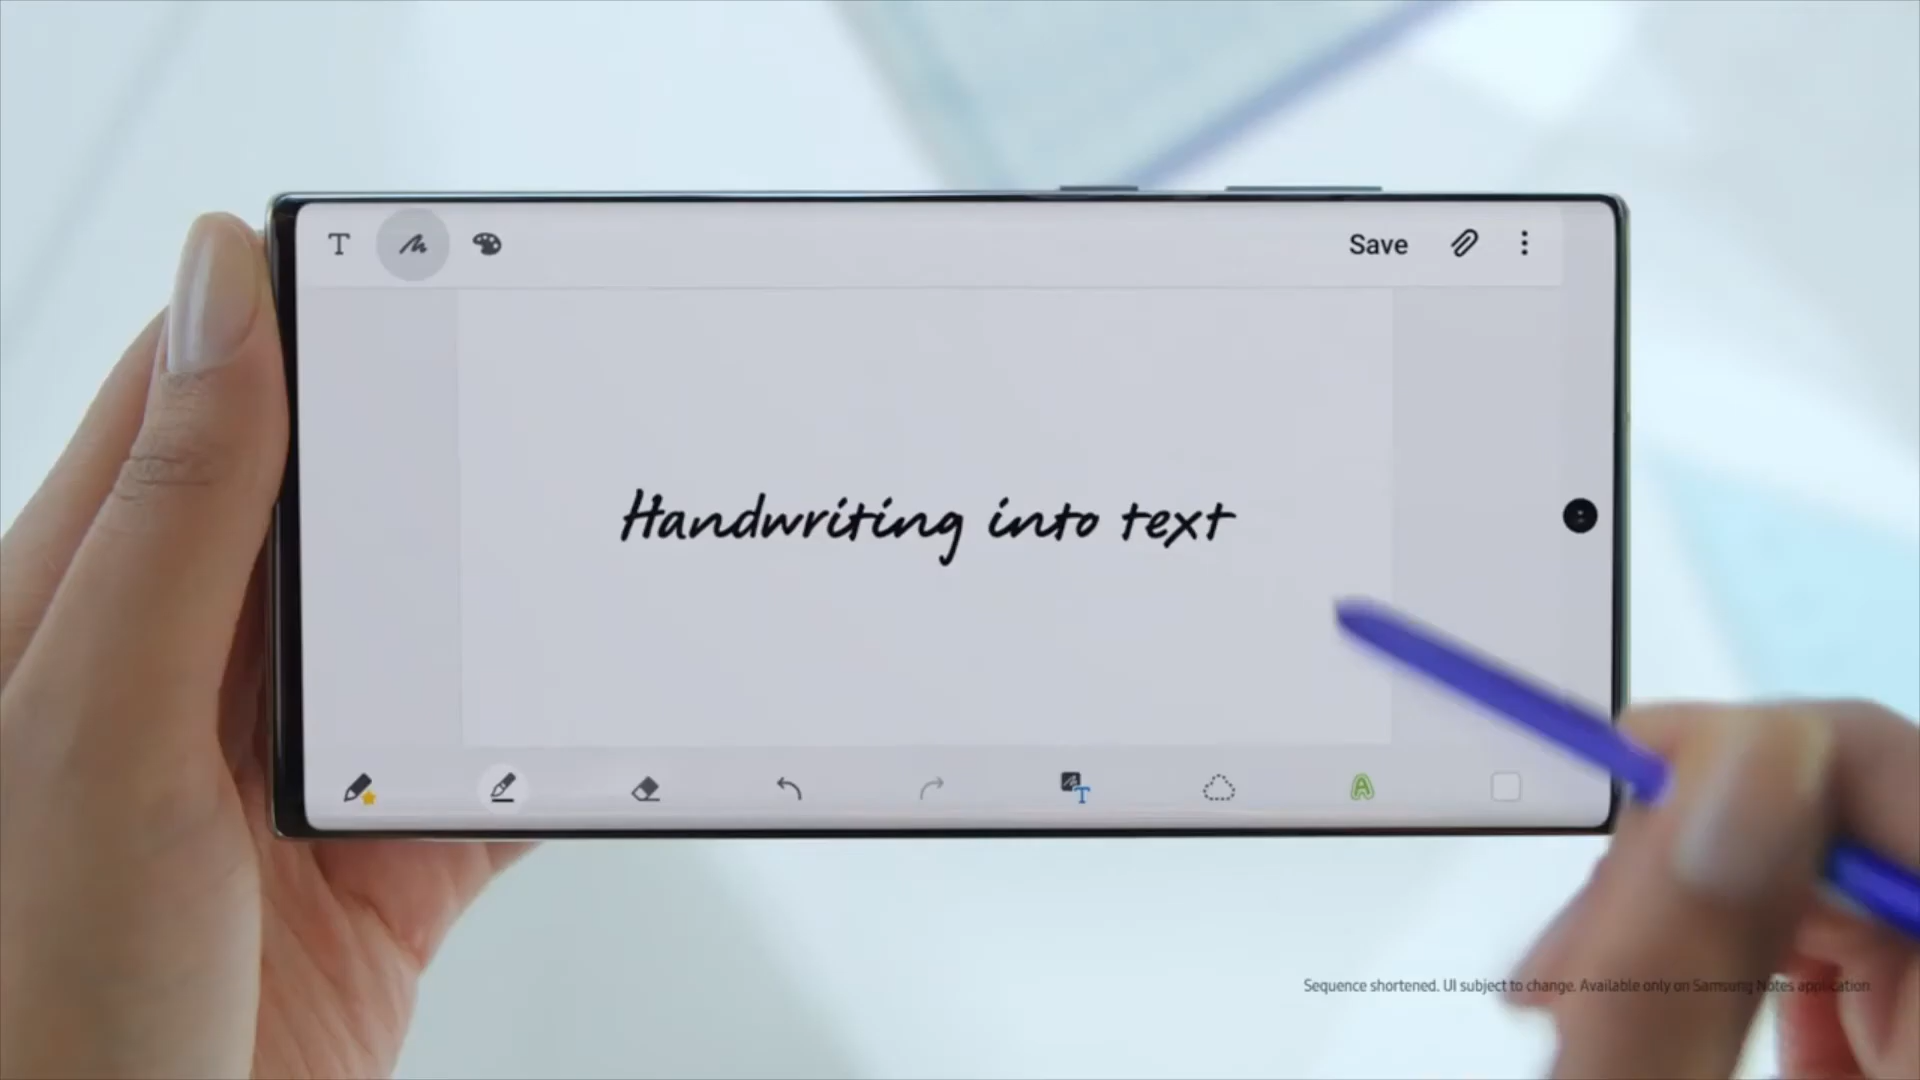 T
Save
Handwriting into text
T
A
Sequence shortened. UI subject to change. Available only on Samsung Notes application